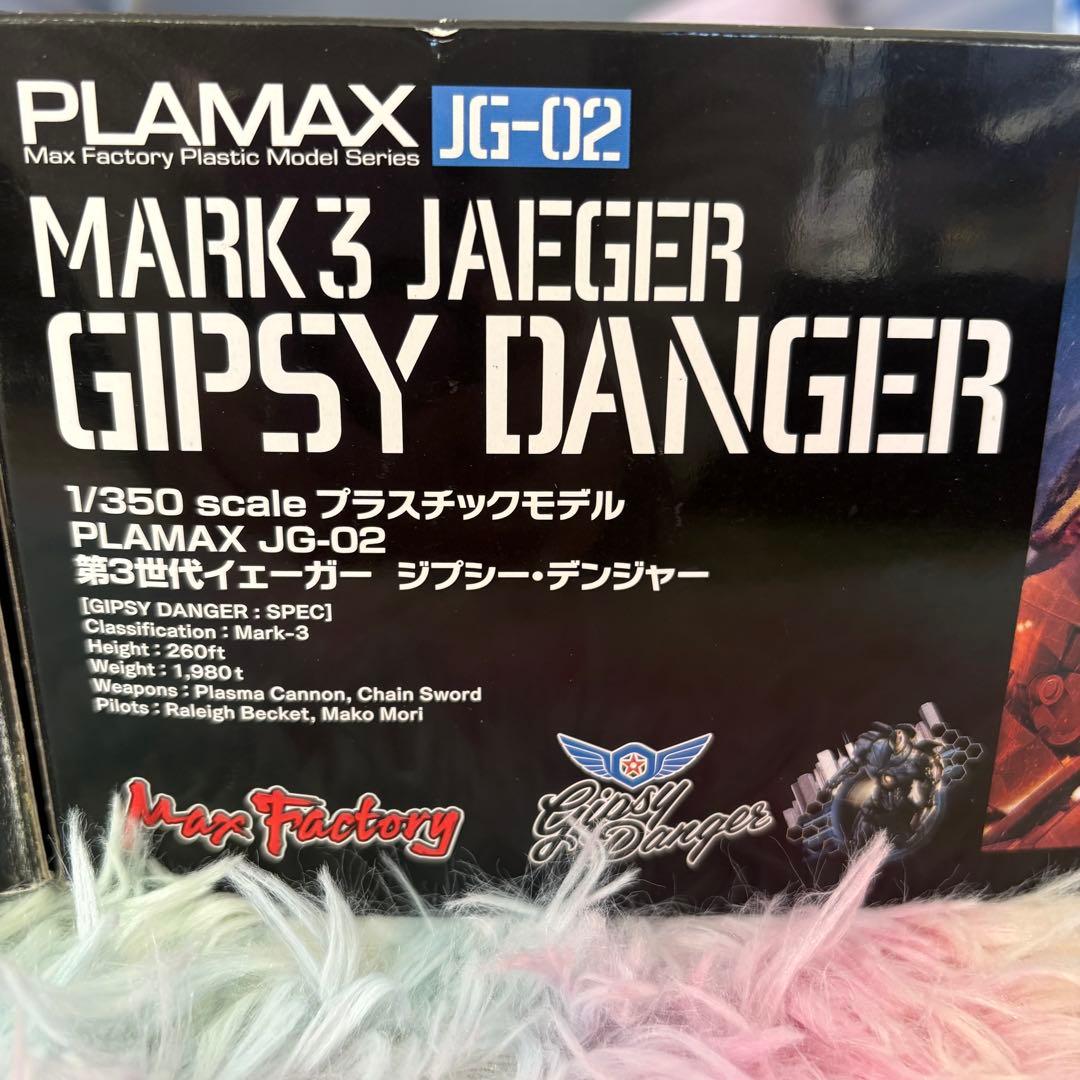 PLAMAX JG-02
Max Factory Plastic Model Series
MARK 3 JAEGER
GIPSY DANGER
1/350 scale プラスチックモデル
PLAMAX JG-02
第3世代イェーガー ジプシー・デンジャー
[GIPSY DANGER : SPEC]
Classification : Mark-3
Height : 260ft
Weight : 1,980t
Weapons : Plasma Cannon, Chain Sword
Pilots : Raleigh Becket, Mako Mori
Max Factory
Gipsy
Danger